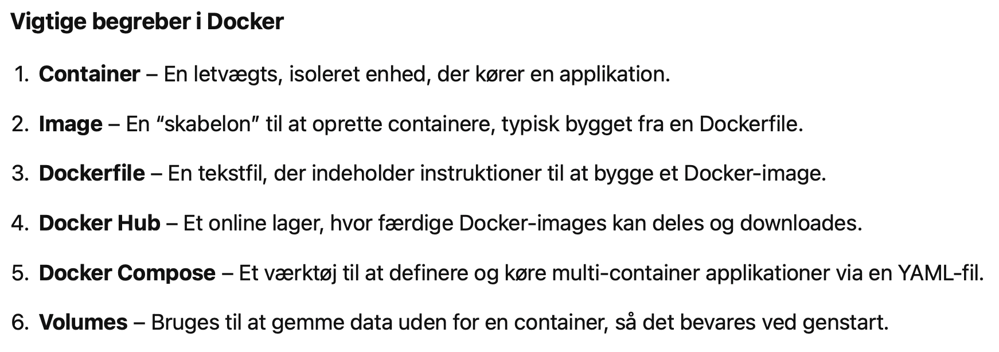 Vigtige begreber i Docker
1. Container – En letvægts, isoleret enhed, der kører en applikation.
2. Image – En “skabelon” til at oprette containere, typisk bygget fra en Dockerfile.
3. Dockerfile – En tekstfil, der indeholder instruktioner til at bygge et Docker-image.
4. Docker Hub – Et online lager, hvor færdige Docker-images kan deles og downloades.
5. Docker Compose – Et værktøj til at definere og køre multi-container applikationer via en YAML-fil.
6. Volumes – Bruges til at gemme data uden for en container, så det bevares ved genstart.